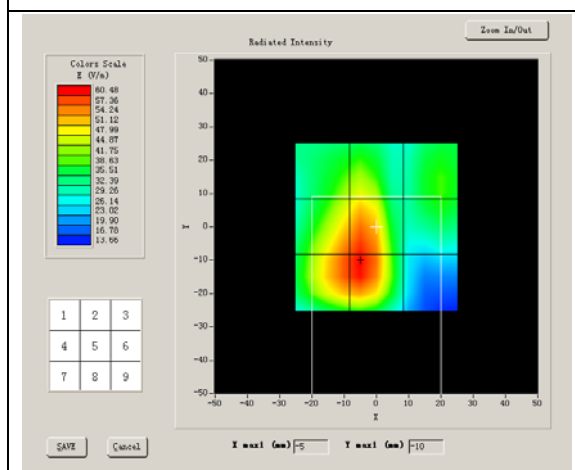 Zoom In/Out
Radiated Intensity
Colors Scale
E (V/m)
60.48
57.36
54.24
51.12
47.99
44.87
41.75
38.63
35.51
32.39
29.26
26.14
23.02
19.90
16.78
13.66
50
40
30
20
10
Y
0
-10
-20
-30
-40
-50
-50 -40 -30 -20 -10 0 10 20 30 40 50
X
1 2 3
4 5 6
7 8 9
SAVE
Cancel
X max1 (mm) -5
Y max1 (mm) -10